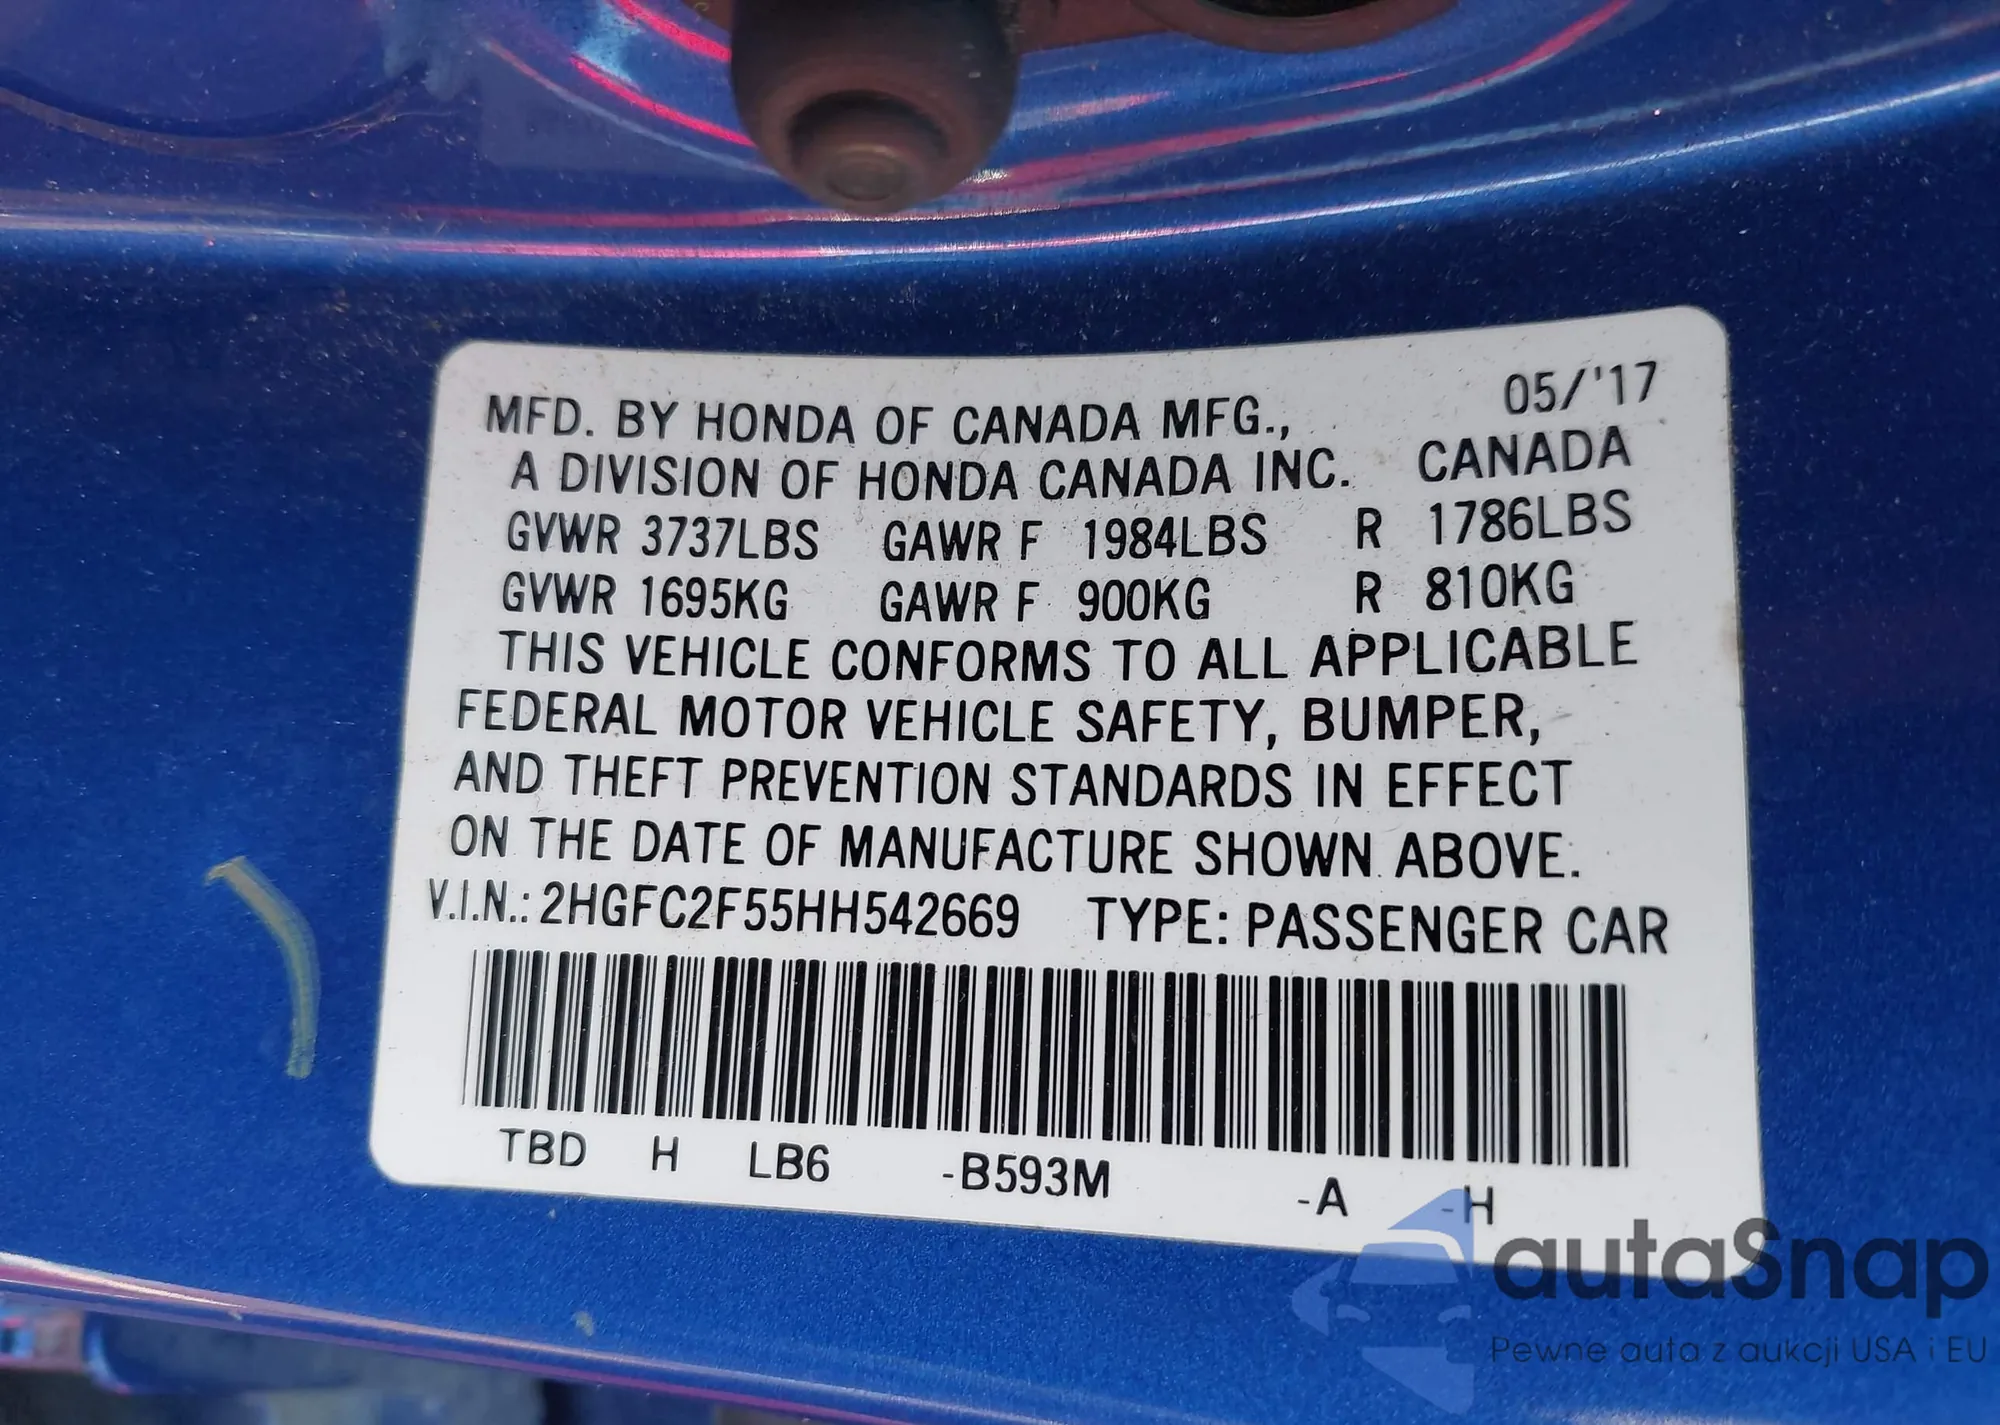 MFD. BY HONDA OF CANADA MFG., 05/'17
A DIVISION OF HONDA CANADA INC. CANADA
GVWR 3737LBS GAWR F 1984LBS R 1786LBS
GVWR 1695KG GAWR F 900KG R 810KG
THIS VEHICLE CONFORMS TO ALL APPLICABLE
FEDERAL MOTOR VEHICLE SAFETY, BUMPER,
AND THEFT PREVENTION STANDARDS IN EFFECT
ON THE DATE OF MANUFACTURE SHOWN ABOVE.
V.I.N.: 2HGFC2F55HH542669 TYPE: PASSENGER CAR
TBD H LB6 -B593M -A -H
autaSnap
Pewne auta z aukcji USA i EU